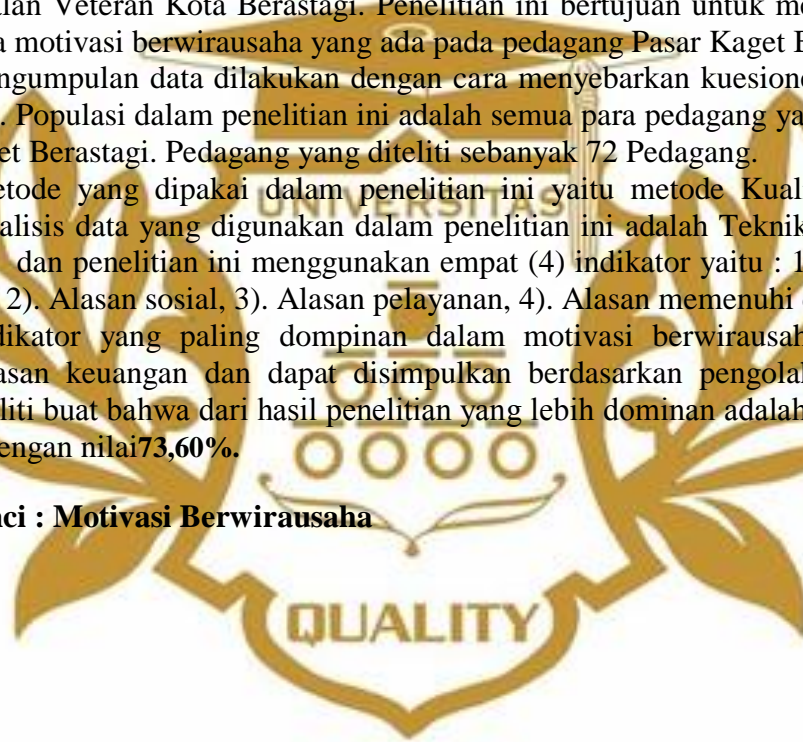 alan Veteran Kota Berastagi. Penelitian ini bertujuan untuk me
a motivasi berwirausaha yang ada pada pedagang Pasar Kaget B
ngumpulan data dilakukan dengan cara menyebarkan kuesion
. Populasi dalam penelitian ini adalah semua para pedagang ya
et Berastagi. Pedagang yang diteliti sebanyak 72 Pedagang.
etode yang dipakai dalam penelitian ini yaitu metode Kual
alisis data yang digunakan dalam penelitian ini adalah Teknik
dan penelitian ini menggunakan empat (4) indikator yaitu : 1
2). Alasan sosial, 3). Alasan pelayanan, 4). Alasan memenuhi
dikator yang paling dompinan dalam motivasi berwirausah
asan keuangan dan dapat disimpulkan berdasarkan pengola
liti buat bahwa dari hasil penelitian yang lebih dominan adalah
engan nilai73,60%.
nci : Motivasi Berwirausaha
UNIVERSITAS
QUALITY